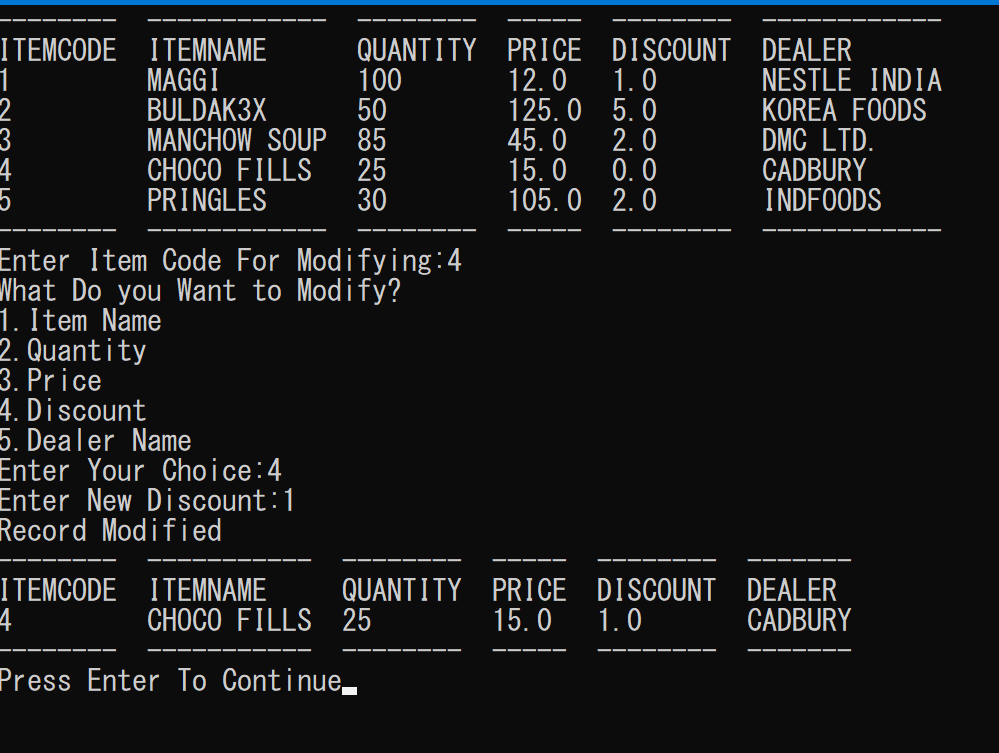 --------  ------------  --------  -----  --------  ------------
ITEMCODE  ITEMNAME      QUANTITY  PRICE  DISCOUNT  DEALER
1         MAGGI         100       12.0   1.0       NESTLE INDIA
2         BULDAK3X      50        125.0  5.0       KOREA FOODS
3         MANCHOW SOUP  85        45.0   2.0       DMC LTD.
4         CHOCO FILLS   25        15.0   0.0       CADBURY
5         PRINGLES      30        105.0  2.0       INDFOODS
--------  ------------  --------  -----  --------  ------------
Enter Item Code For Modifying:4
What Do you Want to Modify?
1.Item Name
2.Quantity
3.Price
4.Discount
5.Dealer Name
Enter Your Choice:4
Enter New Discount:1
Record Modified
--------  -----------  --------  -----  --------  -------
ITEMCODE  ITEMNAME     QUANTITY  PRICE  DISCOUNT  DEALER
4         CHOCO FILLS  25        15.0   1.0       CADBURY
--------  -----------  --------  -----  --------  -------
Press Enter To Continue